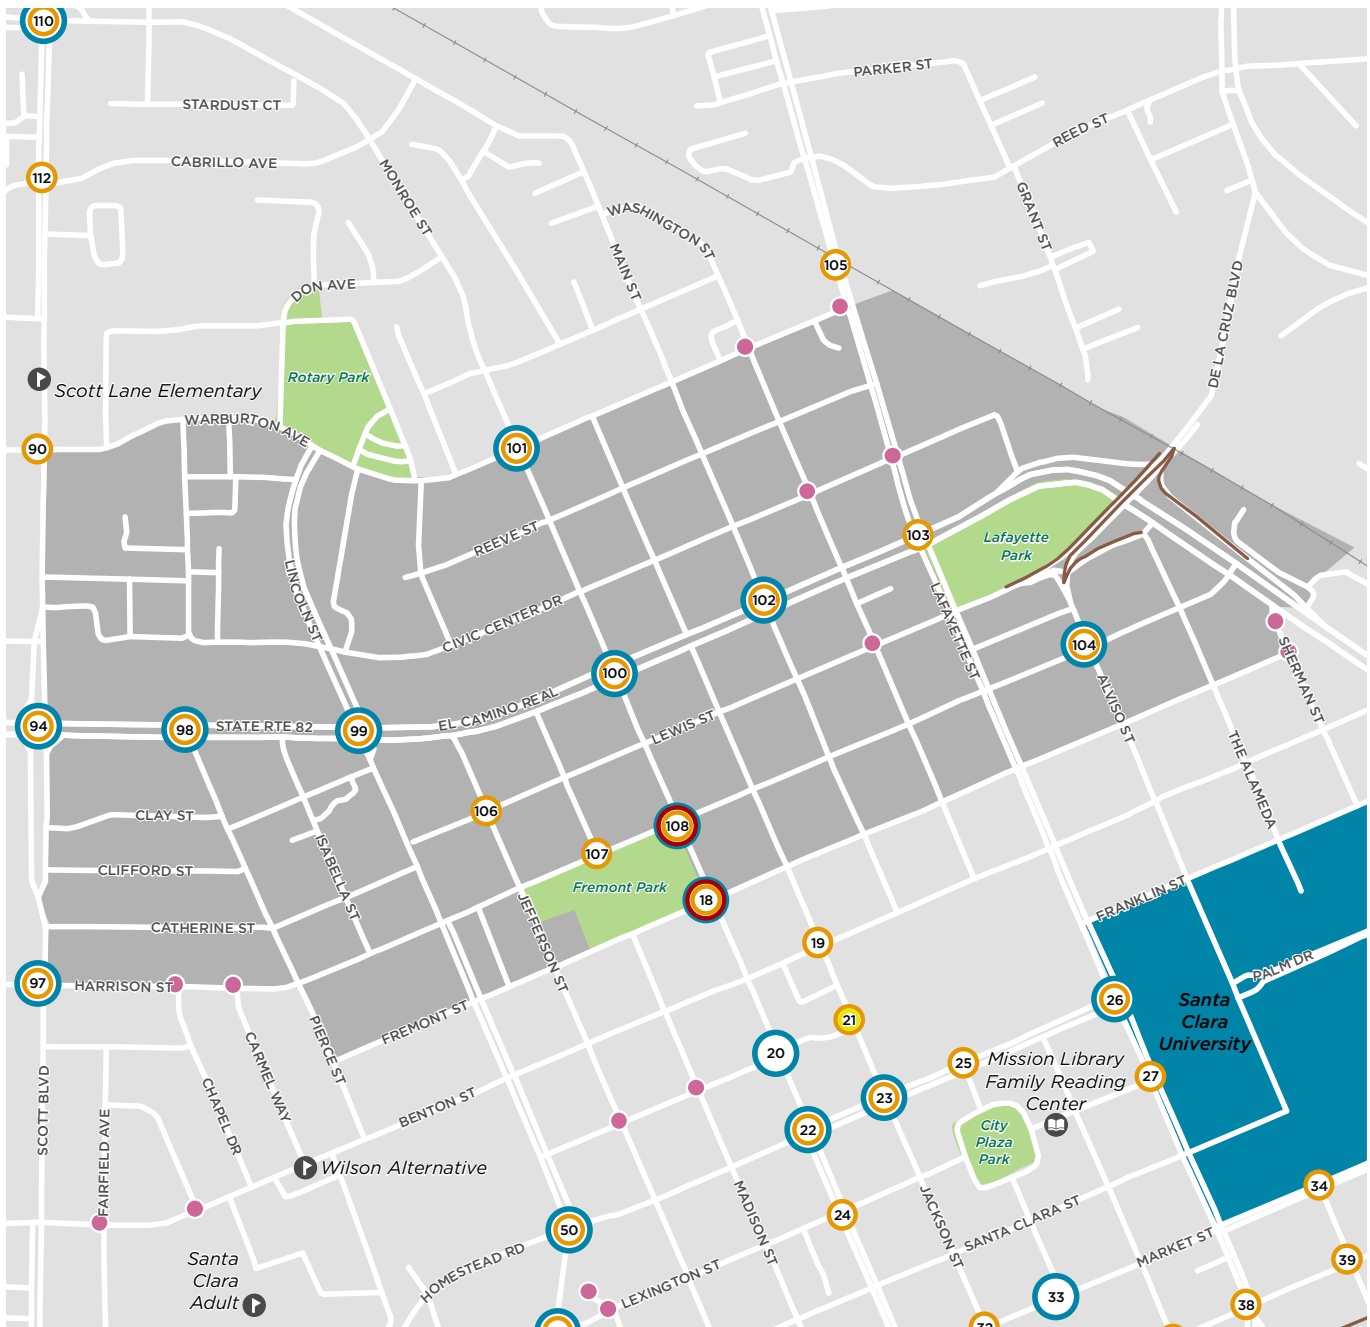 110
PARKER ST
STARDUST CT
REED ST
CABRILLO AVE
112
MONROE ST
GRANT ST
WASHINGTON ST
MAIN ST
105
DE LA CRUZ BLVD
DON AVE
Rotary Park
Scott Lane Elementary
WARBURTON AVE
90
101
REEVE ST
103
Lafayette
Park
LINCOLN ST
CIVIC CENTER DR
102
LAFAYETTE ST
104
SHERMAN ST
100
ALVISO ST
EL CAMINO REAL
94
98
STATE RTE 82
99
LEWIS ST
THE ALAMEDA
106
CLAY ST
108
107
ISABELLA ST
CLIFFORD ST
Fremont Park
18
FRANKLIN ST
JEFFERSON ST
CATHERINE ST
19
PALM DR
97
HARRISON ST
26
Santa
Clara
University
FREMONT ST
PIERCE ST
21
CARMEL WAY
20
25
Mission Library
Family Reading
Center
27
SCOTT BLVD
FAIRFIELD AVE
CHAPEL DR
BENTON ST
23
22
City
Plaza
Park
Wilson Alternative
34
MADISON ST
JACKSON ST
24
50
SANTA CLARA ST
MARKET ST
39
Santa
Clara
Adult
HOMESTEAD RD
LEXINGTON ST
33
38
32